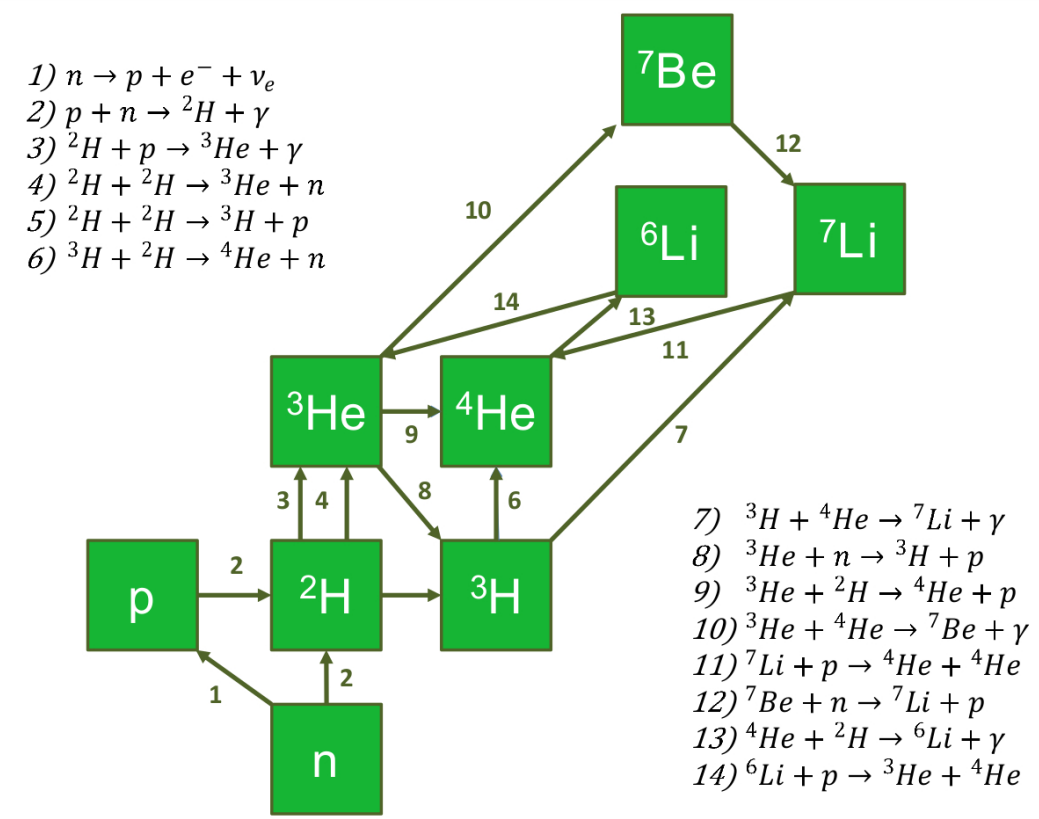 1) n → p + e⁻ + νₑ
2) p + n → ²H + γ
3) ²H + p → ³He + γ
4) ²H + ²H → ³He + n
5) ²H + ²H → ³H + p
6) ³H + ²H → ⁴He + n
⁷Be
12
10
⁶Li
⁷Li
14
13
11
³He
⁴He
9
7
3
4
8
6
2
p
²H
³H
1
2
n
7) ³H + ⁴He → ⁷Li + γ
8) ³He + n → ³H + p
9) ³He + ²H → ⁴He + p
10) ³He + ⁴He → ⁷Be + γ
11) ⁷Li + p → ⁴He + ⁴He
12) ⁷Be + n → ⁷Li + p
13) ⁴He + ²H → ⁶Li + γ
14) ⁶Li + p → ³He + ⁴He